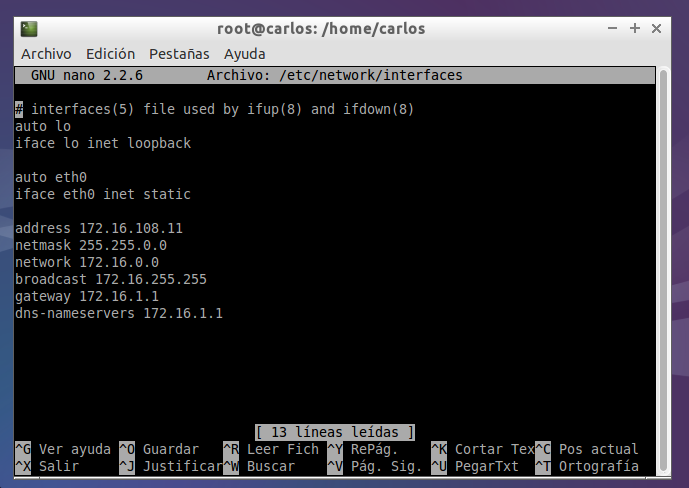 root@carlos: /home/carlos
Archivo Edición Pestañas Ayuda
GNU nano 2.2.6 Archivo: /etc/network/interfaces
# interfaces(5) file used by ifup(8) and ifdown(8)
auto lo
iface lo inet loopback
auto eth0
iface eth0 inet static
address 172.16.108.11
netmask 255.255.0.0
network 172.16.0.0
broadcast 172.16.255.255
gateway 172.16.1.1
dns-nameservers 172.16.1.1
[ 13 líneas leídas ]
^G Ver ayuda ^O Guardar ^R Leer Fich ^Y RePág. ^K Cortar Tex^C Pos actual
^X Salir ^J Justificar^W Buscar ^V Pág. Sig. ^U PegarTxt ^T Ortografía